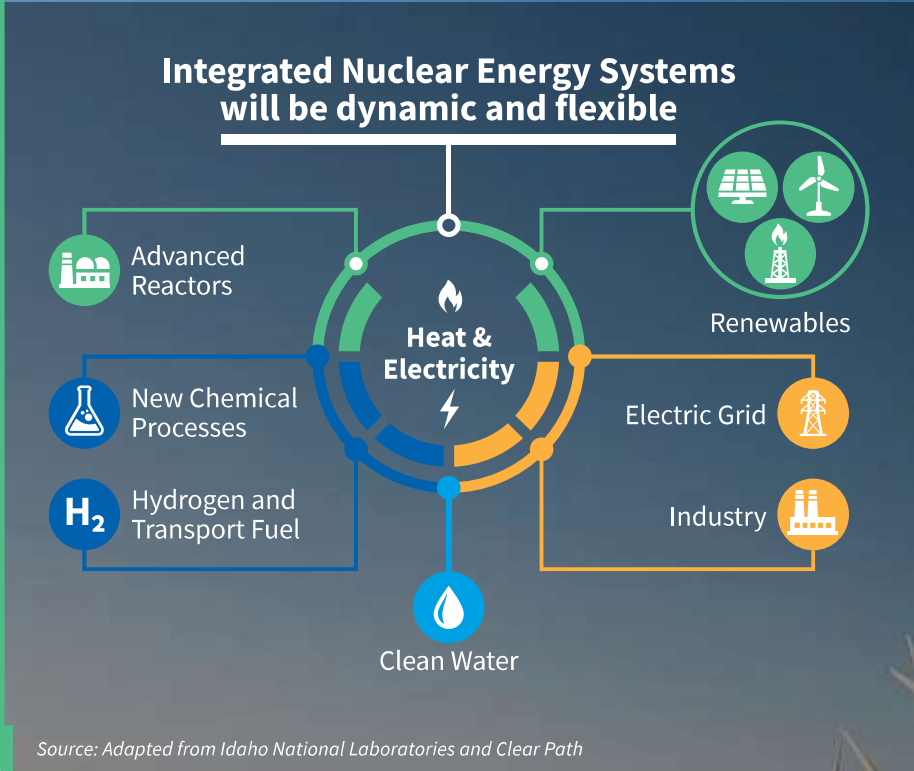 Integrated Nuclear Energy Systems
will be dynamic and flexible
Advanced
Reactors
Renewables
Heat &
Electricity
New Chemical
Processes
Electric Grid
H₂
Hydrogen and
Transport Fuel
Industry
Clean Water
Source: Adapted from Idaho National Laboratories and Clear Path